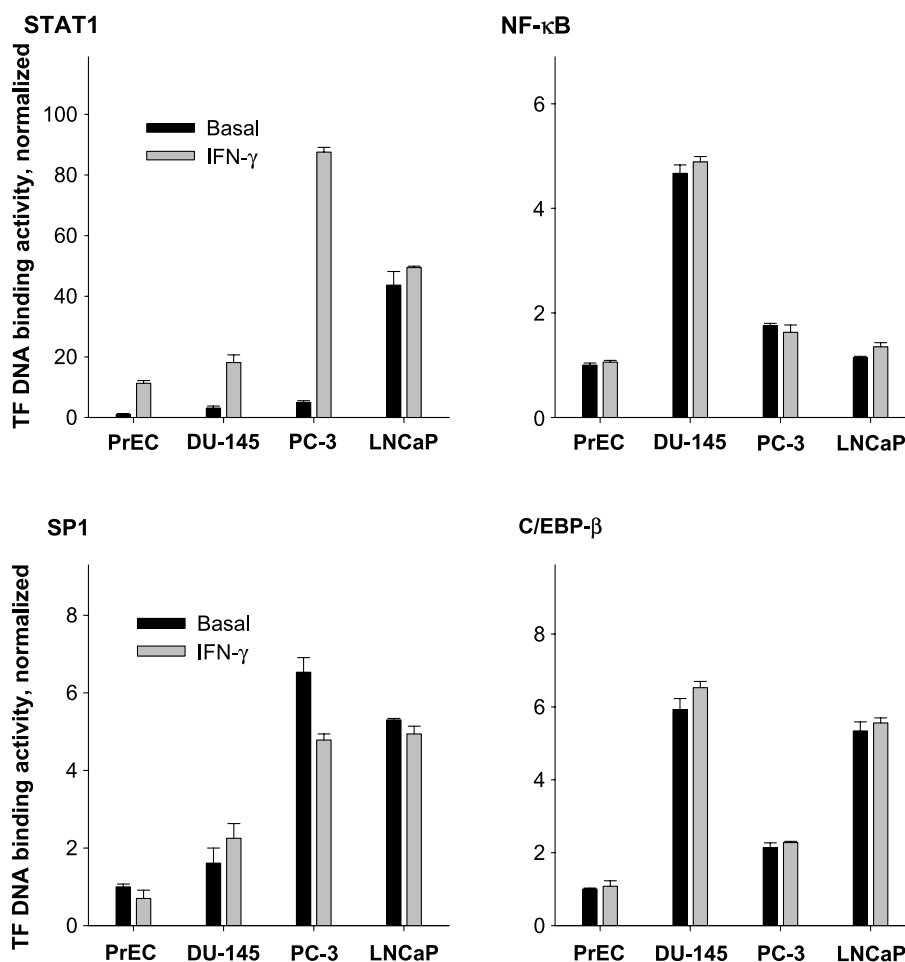 STAT1
TF DNA binding activity, normalized
100
80
60
40
20
0
Basal
IFN-γ
PrEC DU-145 PC-3 LNCaP
NF-κB
6
4
2
0
PrEC DU-145 PC-3 LNCaP
SP1
TF DNA binding activity, normalized
8
6
4
2
0
Basal
IFN-γ
PrEC DU-145 PC-3 LNCaP
C/EBP-β
8
6
4
2
0
PrEC DU-145 PC-3 LNCaP